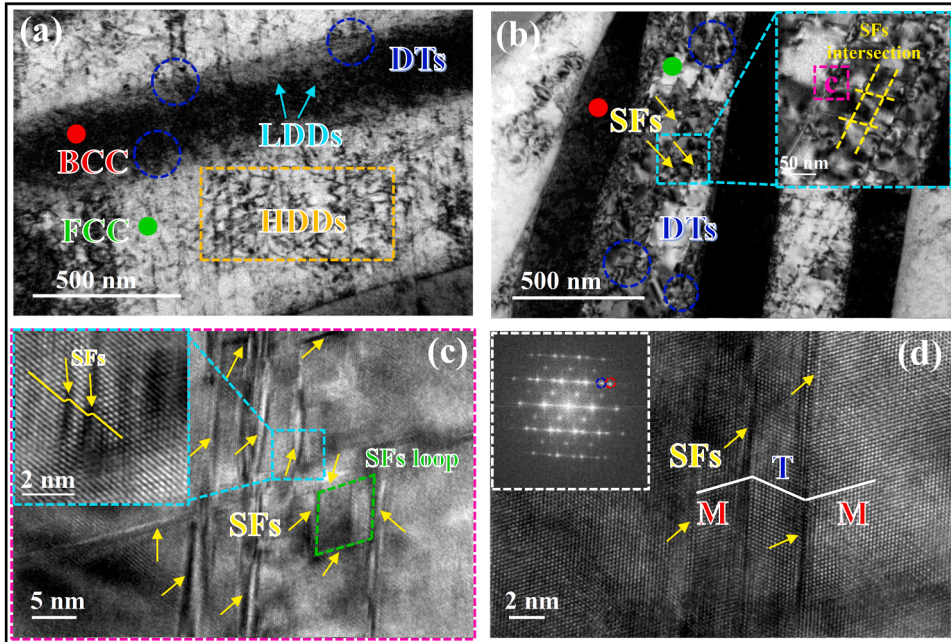 (a)
DTs
LDDs
BCC
HDDs
FCC
500 nm
(b)
SFs
intersection
c
SFs
50 nm
DTs
500 nm
(c)
SFs
2 nm
SFs loop
SFs
5 nm
(d)
SFs
T
M
M
2 nm